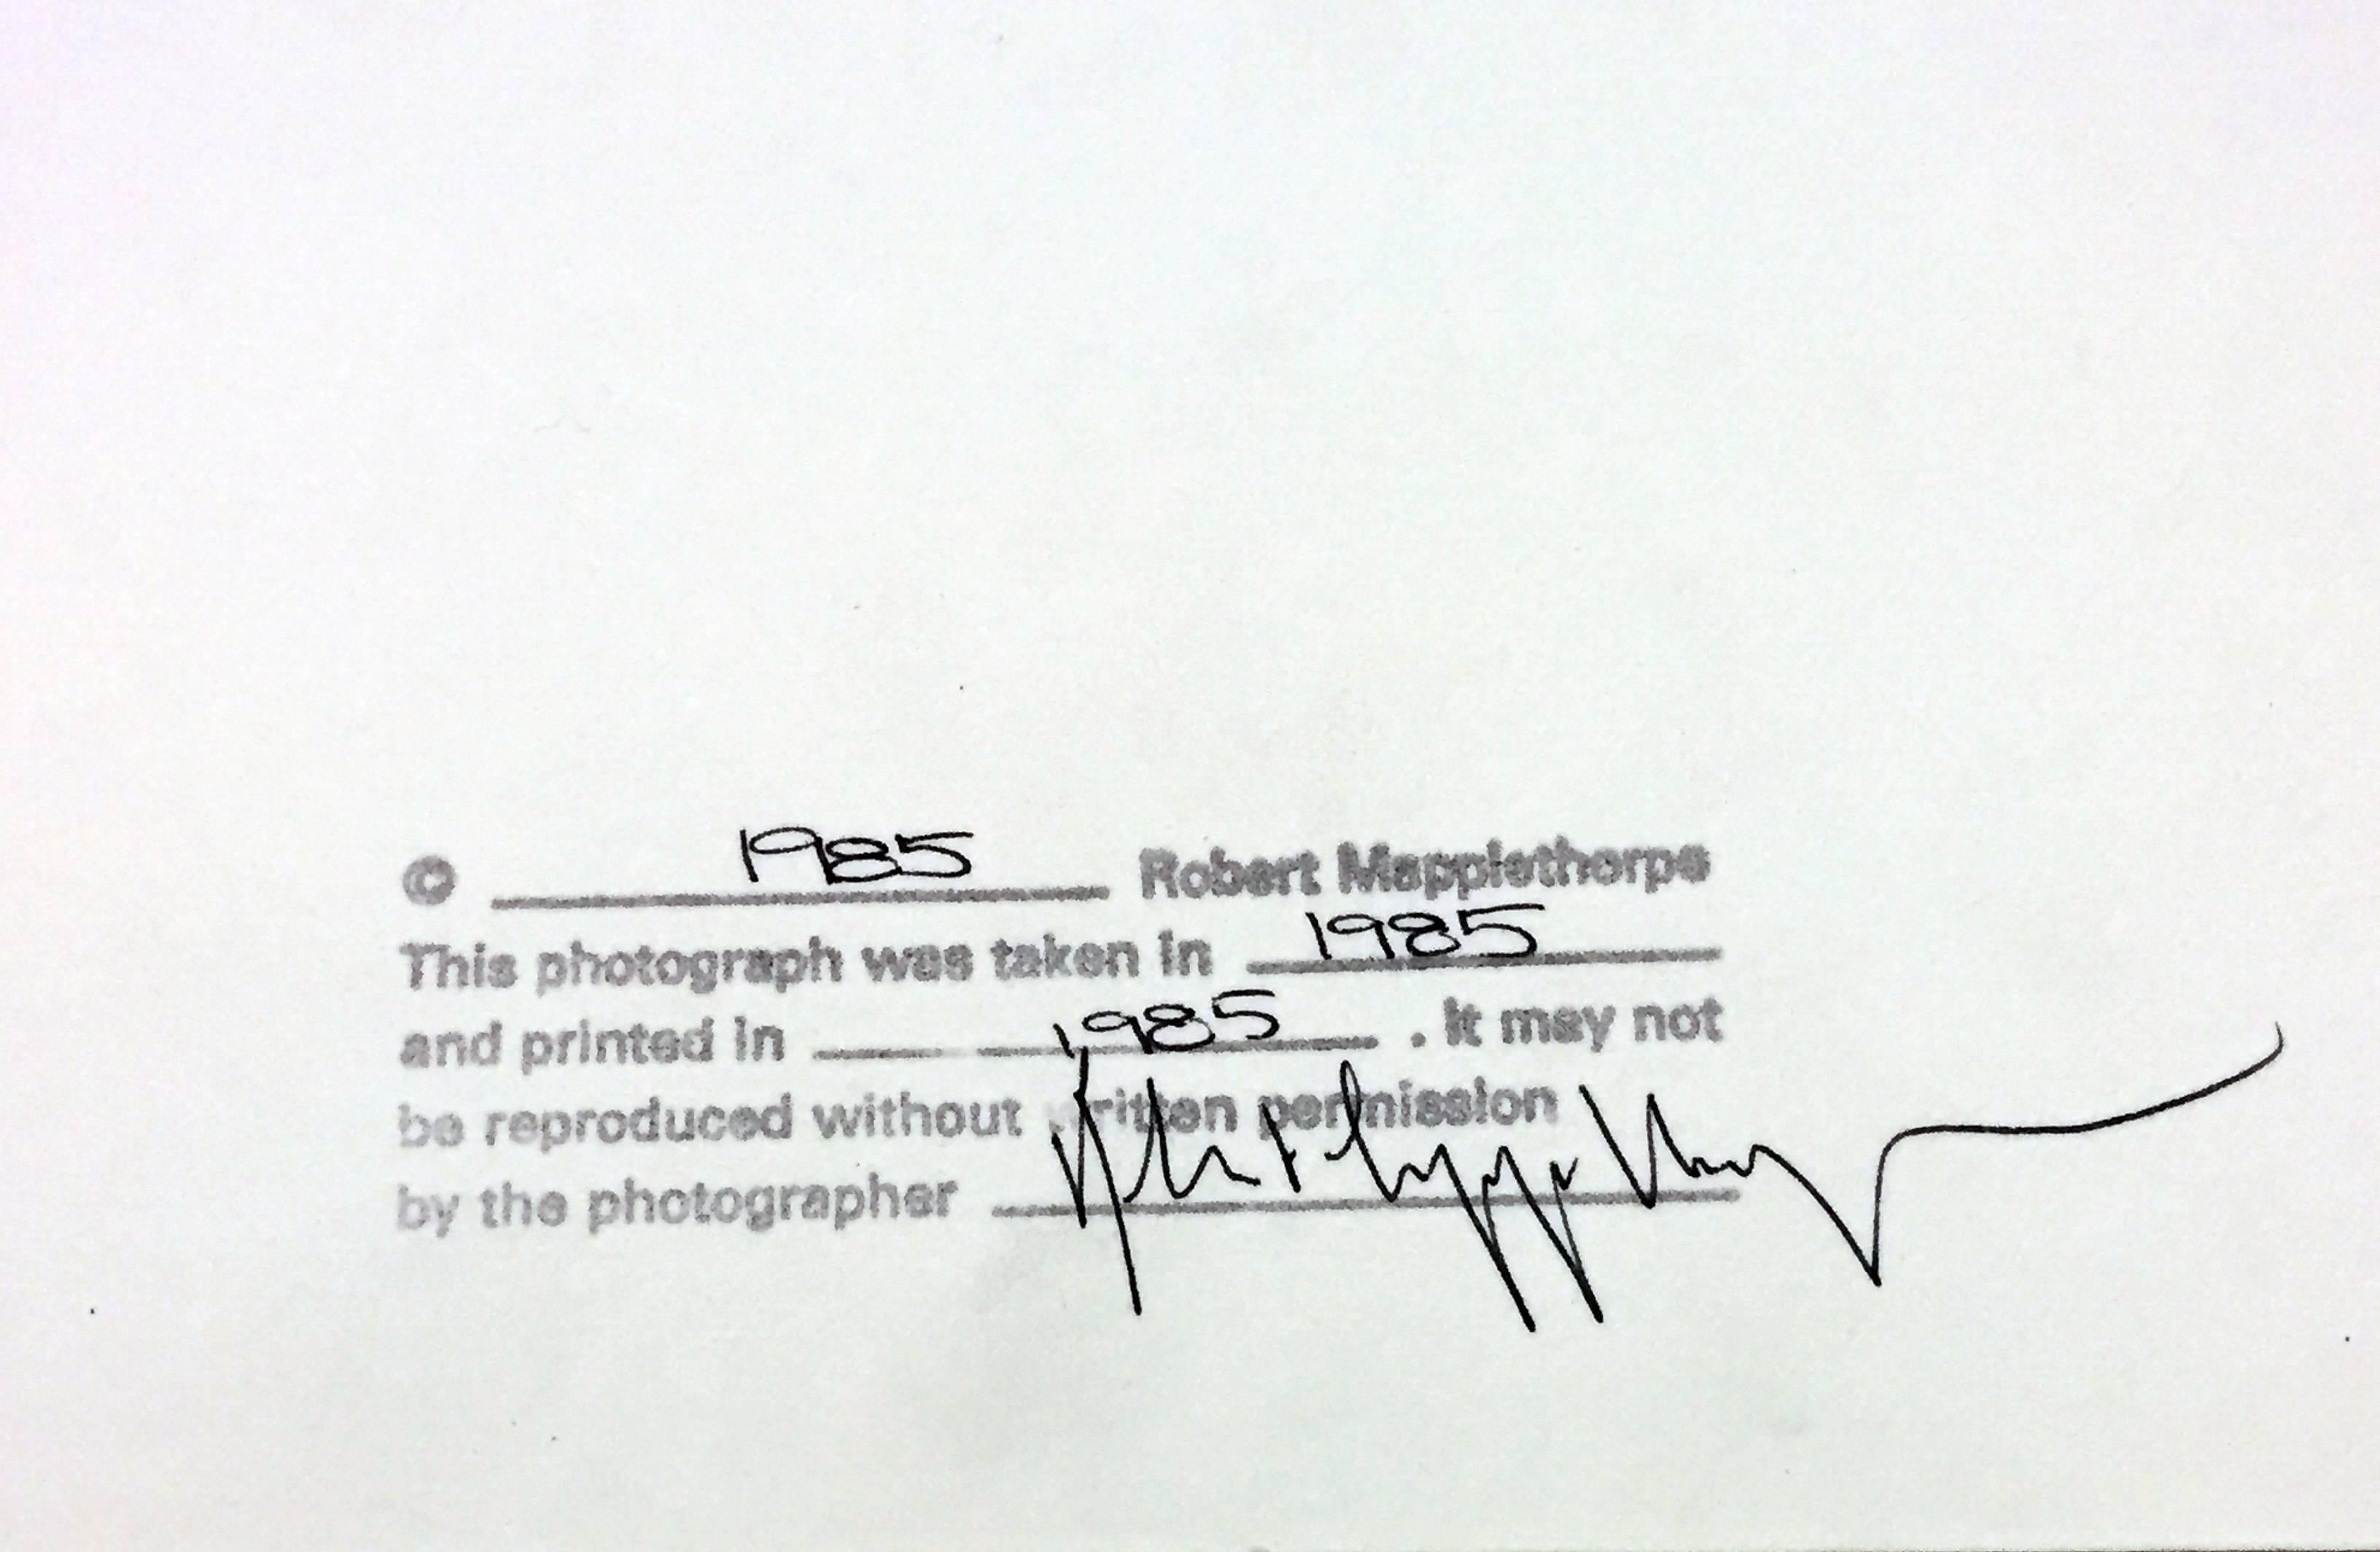 © 1985 Robert Mapplethorpe
This photograph was taken in 1985
and printed in 1985. It may not
be reproduced without written permission
by the photographer